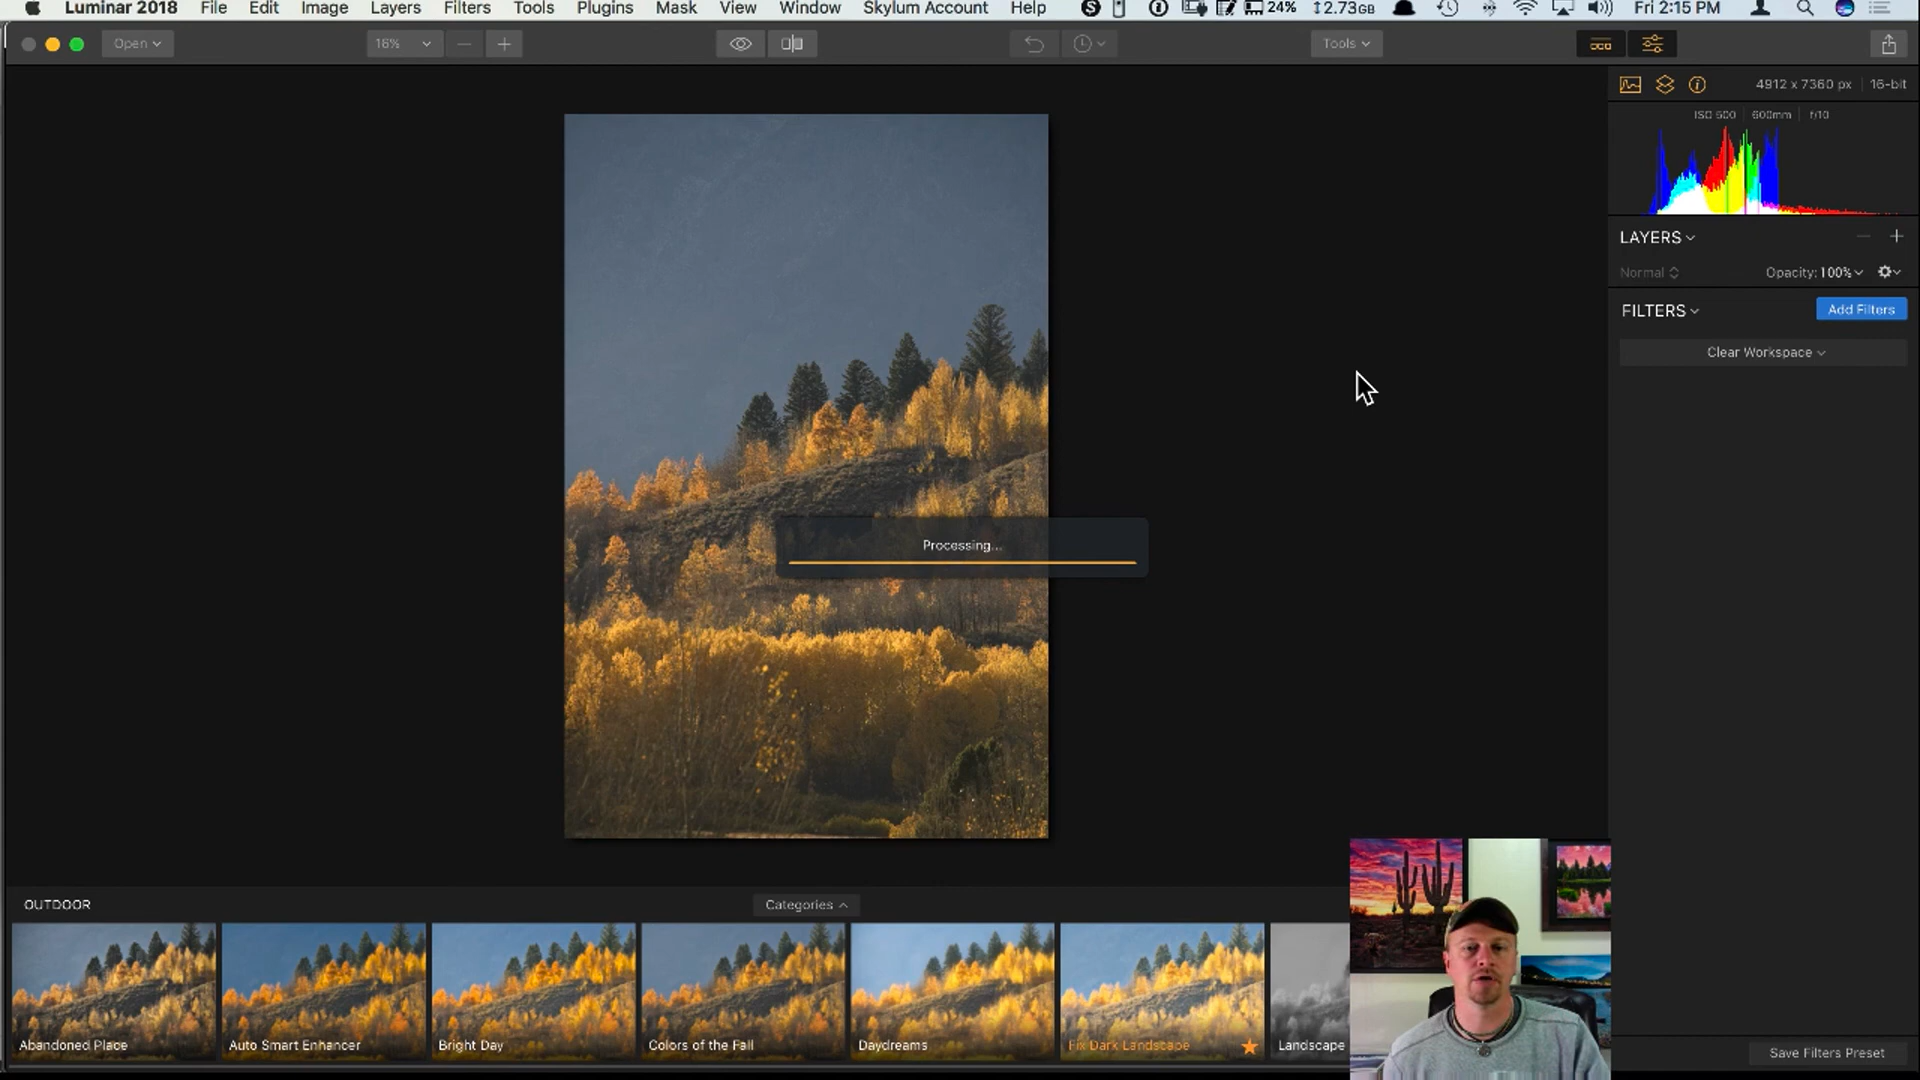 Luminar 2018 File Edit Image Layers Filters Tools Plugins Mask View Window Skylum Account Help 24% 2.73GB Fri 2:15 PM
Open 16% Tools
4912 x 7360 px 16-bit
ISO 500 600mm f/10
LAYERS
Normal Opacity: 100%
FILTERS Add Filters
Clear Workspace
Processing...
OUTDOOR Categories
Abandoned Place Auto Smart Enhancer Bright Day Colors of the Fall Daydreams Fix Dark Landscape Landscape
Save Filters Preset